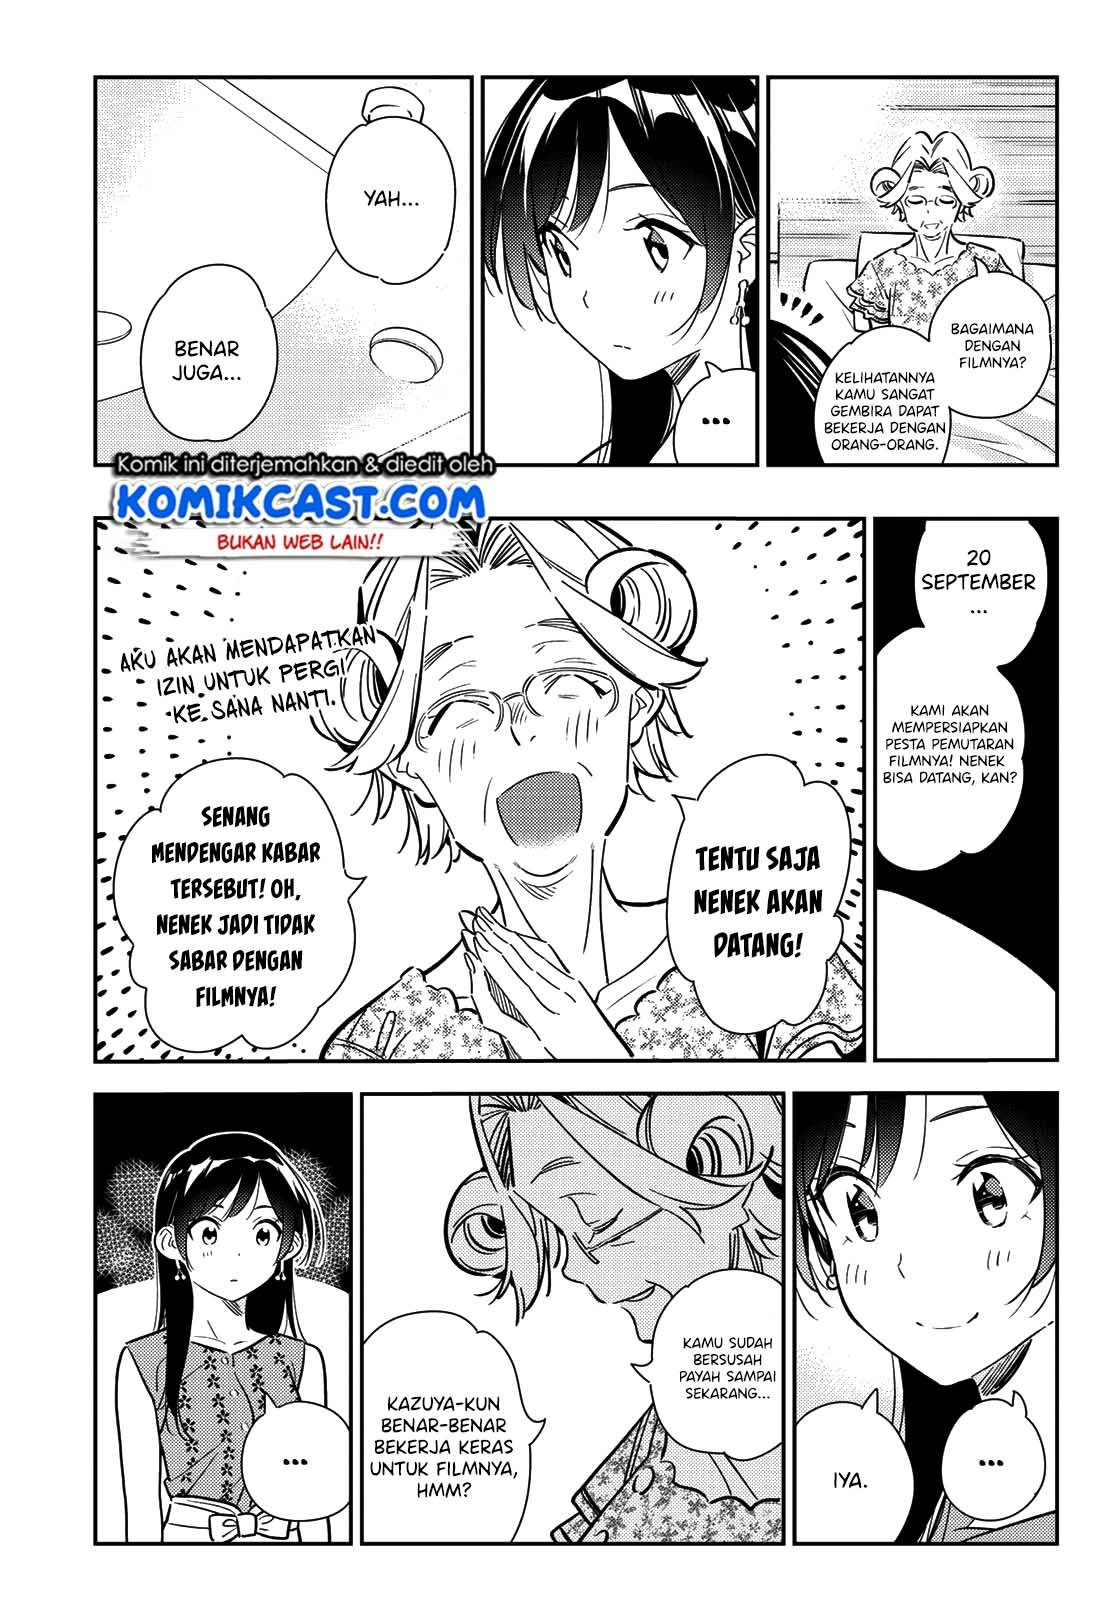 BAGAIMANA
DENGAN
FILMNYA?
KELIHATANNYA
KAMU SANGAT
GEMBIRA DAPAT
BEKERJA DENGAN
ORANG-ORANG.
...
YAH...
BENAR
JUGA...
Komik ini diterjemahkan & diedit oleh
KOMIKCAST.COM
BUKAN WEB LAIN!!
20
SEPTEMBER
...
KAMI AKAN
MEMPERSIAPKAN
PESTA PEMUTARAN
FILMNYA! NENEK
BISA DATANG, KAN?
TENTU SAJA
NENEK AKAN
DATANG!
AKU AKAN MENDAPATKAN
IZIN UNTUK PERGI
KE SANA NANTI.
SENANG
MENDENGAR KABAR
TERSEBUT! OH,
NENEK JADI TIDAK
SABAR DENGAN
FILMNYA!
...
IYA.
KAMU SUDAH
BERSUSAH
PAYAH SAMPAI
SEKARANG...
KAZUYA-KUN
BENAR-BENAR
BEKERJA KERAS
UNTUK FILMNYA,
HMM?
...